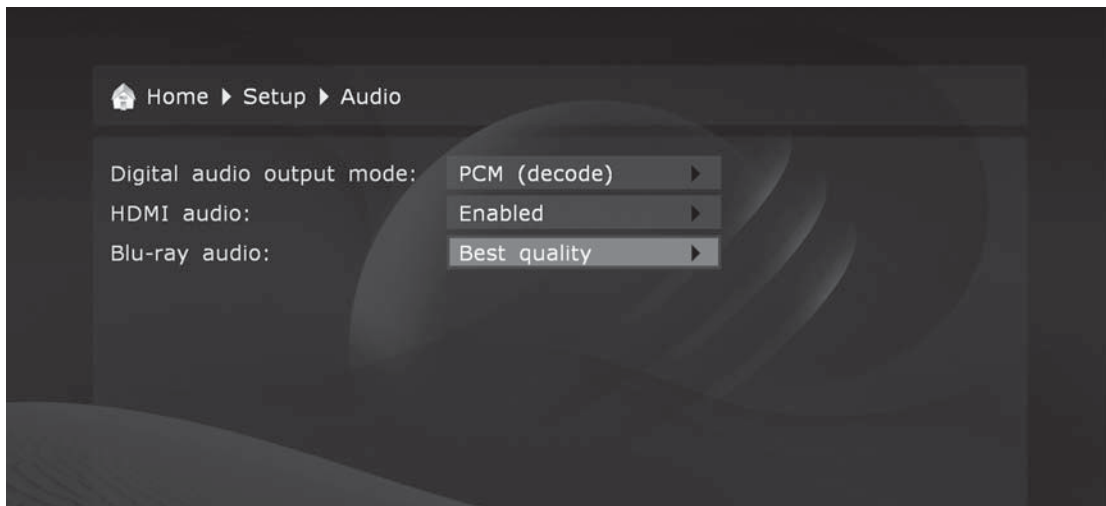 Home ▶ Setup ▶ Audio
Digital audio output mode: PCM (decode)
HDMI audio: Enabled
Blu-ray audio: Best quality